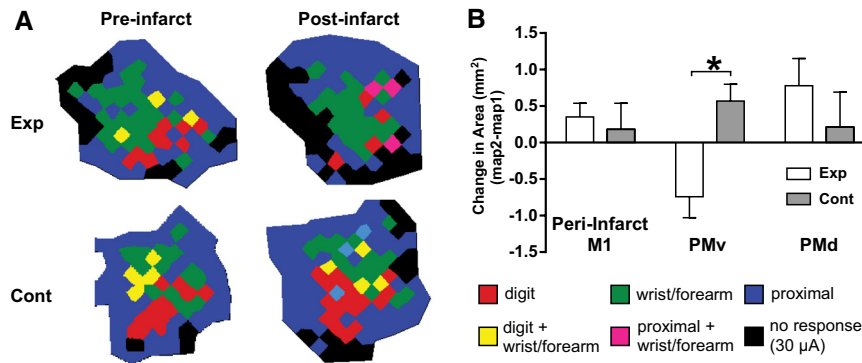 A
Pre-infarct
Post-infarct
Exp
Cont
B
Change in Area (mm²)
(map2-map1)
1.5
1.0
0.5
0.0
-0.5
-1.0
-1.5
*
Exp
Cont
Peri-Infarct
M1
PMv
PMd
digit
wrist/forearm
proximal
digit +
wrist/forearm
proximal +
wrist/forearm
no response
(30 µA)